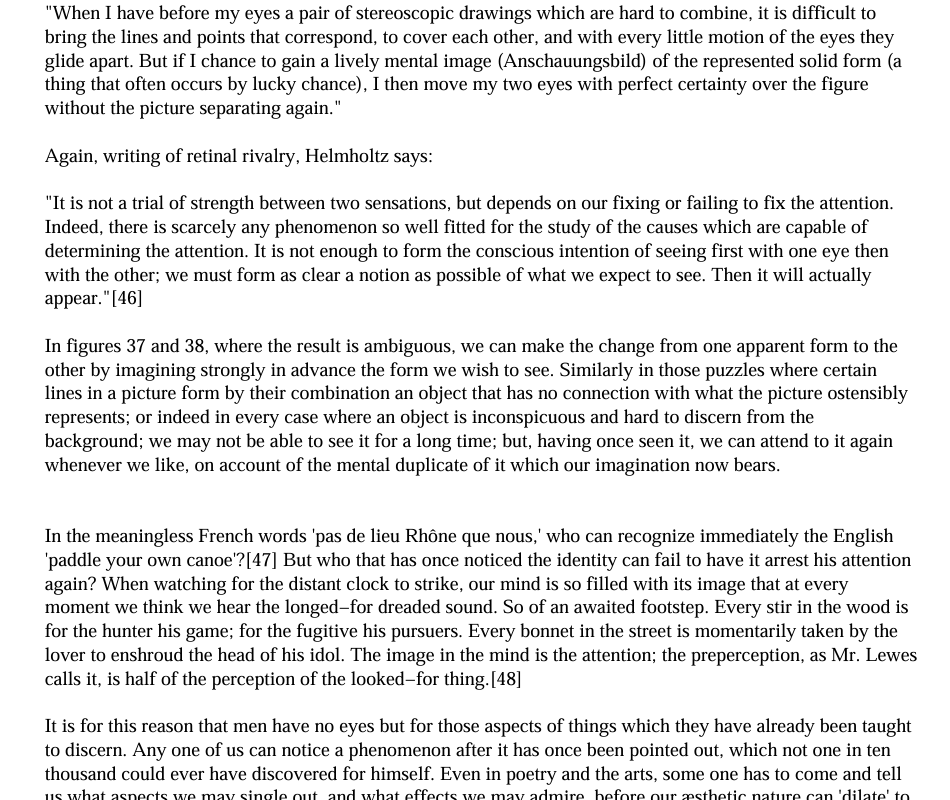 "When I have before my eyes a pair of stereoscopic drawings which are hard to combine, it is difficult to
bring the lines and points that correspond, to cover each other, and with every little motion of the eyes they
glide apart. But if I chance to gain a lively mental image (Anschauungsbild) of the represented solid form (a
thing that often occurs by lucky chance), I then move my two eyes with perfect certainty over the figure
without the picture separating again."
Again, writing of retinal rivalry, Helmholtz says:
"It is not a trial of strength between two sensations, but depends on our fixing or failing to fix the attention.
Indeed, there is scarcely any phenomenon so well fitted for the study of the causes which are capable of
determining the attention. It is not enough to form the conscious intention of seeing first with one eye then
with the other; we must form as clear a notion as possible of what we expect to see. Then it will actually
appear."[46]
In figures 37 and 38, where the result is ambiguous, we can make the change from one apparent form to the
other by imagining strongly in advance the form we wish to see. Similarly in those puzzles where certain
lines in a picture form by their combination an object that has no connection with what the picture ostensibly
represents; or indeed in every case where an object is inconspicuous and hard to discern from the
background; we may not be able to see it for a long time; but, having once seen it, we can attend to it again
whenever we like, on account of the mental duplicate of it which our imagination now bears.
In the meaningless French words 'pas de lieu Rhône que nous,' who can recognize immediately the English
'paddle your own canoe'?[47] But who that has once noticed the identity can fail to have it arrest his attention
again? When watching for the distant clock to strike, our mind is so filled with its image that at every
moment we think we hear the longed−for dreaded sound. So of an awaited footstep. Every stir in the wood is
for the hunter his game; for the fugitive his pursuers. Every bonnet in the street is momentarily taken by the
lover to enshroud the head of his idol. The image in the mind is the attention; the preperception, as Mr. Lewes
calls it, is half of the perception of the looked−for thing.[48]
It is for this reason that men have no eyes but for those aspects of things which they have already been taught
to discern. Any one of us can notice a phenomenon after it has once been pointed out, which not one in ten
thousand could ever have discovered for himself. Even in poetry and the arts, some one has to come and tell
us what aspects we may single out, and what effects we may admire, before our æsthetic nature can 'dilate' to